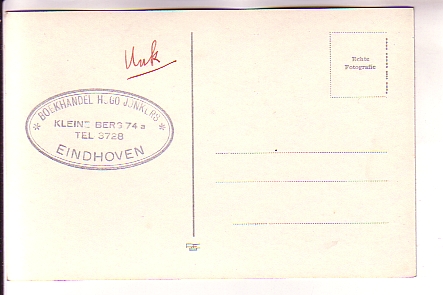 Unk
BOEKHANDEL HUGO JUNKERS
KLEINE BERG 74 a
TEL 3728
EINDHOVEN
Echte
Fotografie